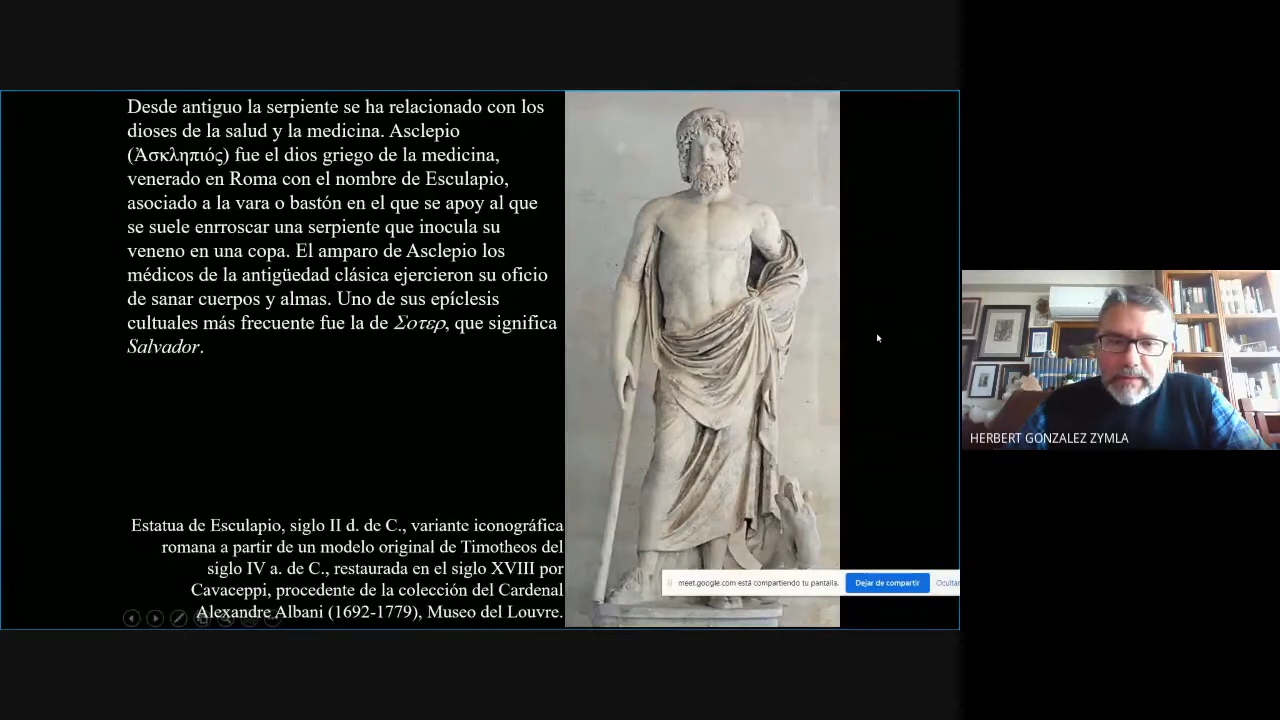 Desde antiguo la serpiente se ha relacionado con los
dioses de la salud y la medicina. Asclepio
(Ἀσκληπιός) fue el dios griego de la medicina,
venerado en Roma con el nombre de Esculapio,
asociado a la vara o bastón en el que se apoy al que
se suele enrroscar una serpiente que inocula su
veneno en una copa. El amparo de Asclepio los
médicos de la antigüedad clásica ejercieron su oficio
de sanar cuerpos y almas. Uno de sus epíclesis
cultuales más frecuente fue la de Σοτερ, que significa
Salvador.
Estatua de Esculapio, siglo II d. de C., variante iconográfica
romana a partir de un modelo original de Timotheos del
siglo IV a. de C., restaurada en el siglo XVIII por
Cavaceppi, procedente de la colección del Cardenal
Alexandre Albani (1692-1779), Museo del Louvre.
meet.google.com está compartiendo tu pantalla.
Dejar de compartir
Ocultar
HERBERT GONZALEZ ZYMLA